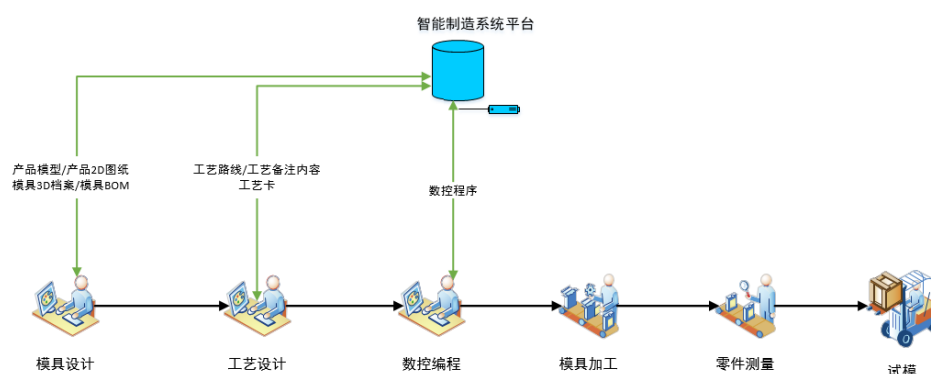 智能制造系统平台
产品模型/产品2D图纸
模具3D档案/模具BOM
工艺路线/工艺备注内容
工艺卡
数控程序
模具设计
工艺设计
数控编程
模具加工
零件测量
试模